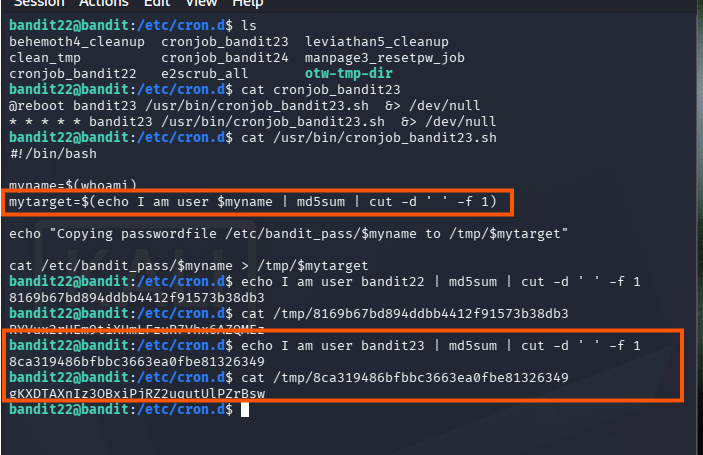 Session Actions Edit View Help
bandit22@bandit:/etc/cron.d$ ls
behemoth4_cleanup cronjob_bandit23 leviathan5_cleanup
clean_tmp cronjob_bandit24 manpage3_resetpw_job
cronjob_bandit22 e2scrub_all otw-tmp-dir
bandit22@bandit:/etc/cron.d$ cat cronjob_bandit23
@reboot bandit23 /usr/bin/cronjob_bandit23.sh &> /dev/null
* * * * * bandit23 /usr/bin/cronjob_bandit23.sh &> /dev/null
bandit22@bandit:/etc/cron.d$ cat /usr/bin/cronjob_bandit23.sh
#!/bin/bash
myname=$(whoami)
mytarget=$(echo I am user $myname | md5sum | cut -d ' ' -f 1)
echo "Copying passwordfile /etc/bandit_pass/$myname to /tmp/$mytarget"
cat /etc/bandit_pass/$myname > /tmp/$mytarget
bandit22@bandit:/etc/cron.d$ echo I am user bandit22 | md5sum | cut -d ' ' -f 1
8169b67bd894ddbb4412f91573b38db3
bandit22@bandit:/etc/cron.d$ cat /tmp/8169b67bd894ddbb4412f91573b38db3
bandit22@bandit:/etc/cron.d$ echo I am user bandit23 | md5sum | cut -d ' ' -f 1
8ca319486bfbbc3663ea0fbe81326349
bandit22@bandit:/etc/cron.d$ cat /tmp/8ca319486bfbbc3663ea0fbe81326349
bandit22@bandit:/etc/cron.d$